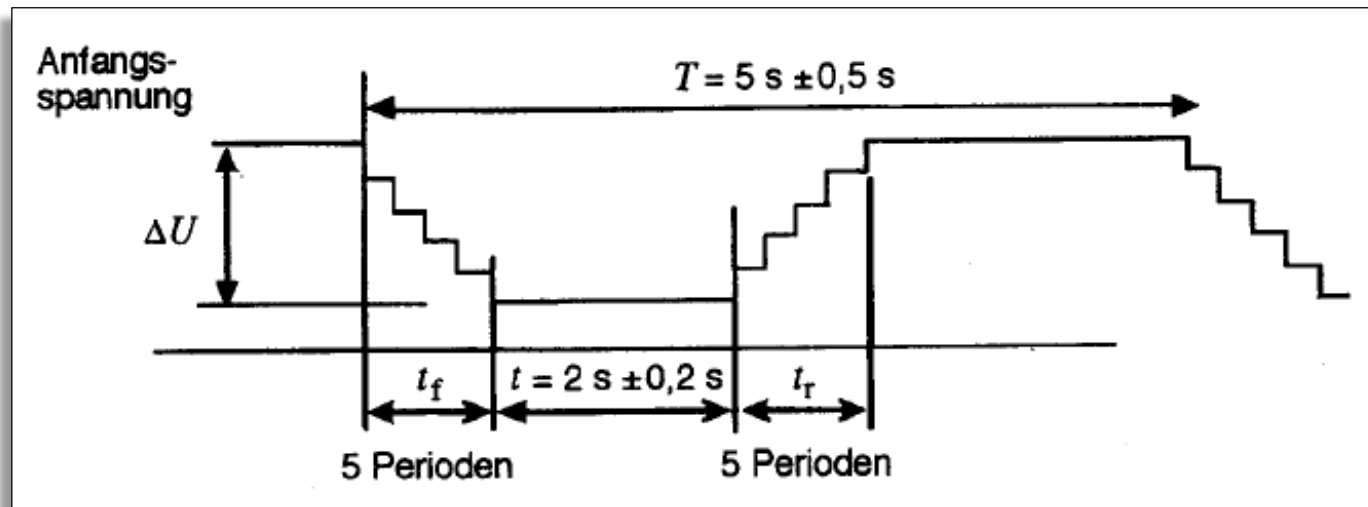 Anfangs-
spannung
T = 5 s ±0,5 s
ΔU
t_f
t = 2 s ±0,2 s
t_r
5 Perioden
5 Perioden